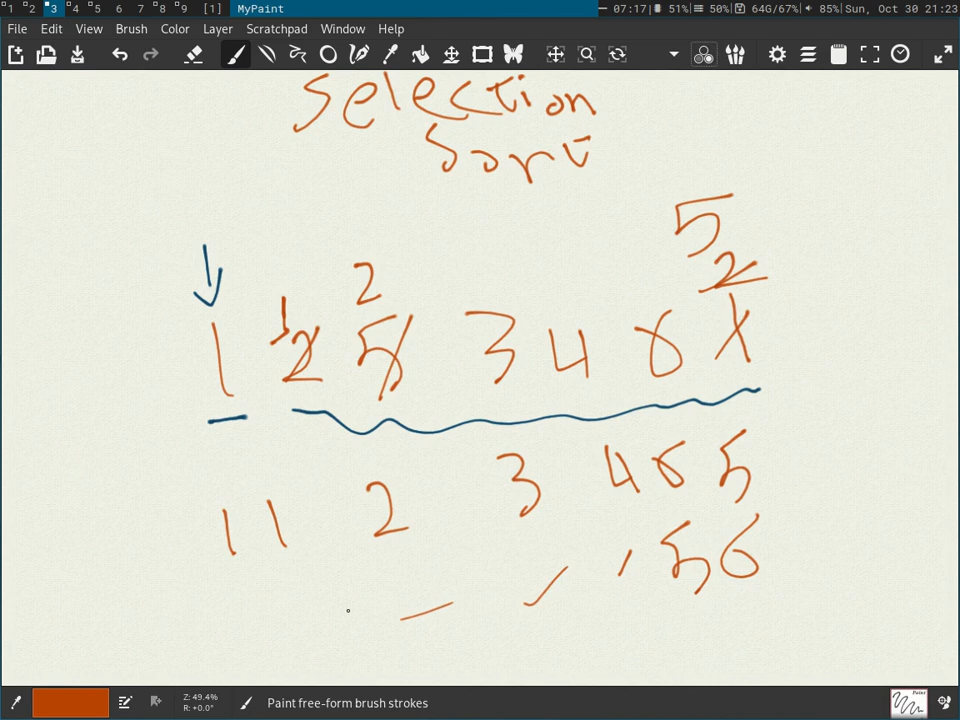 1 2 3 4 5 6 7 8 9 [1] MyPaint 07:17 51% 50% 64G/67% 85% Sun, Oct 30 21:23
File Edit View Brush Color Layer Scratchpad Window Help
Selection
Sort
5
2 2
1
1 2 5 3 4 6 1
1 1 2 3 4 6 5
5 6
Z: 49.4%
R: +0.0°
Paint free-form brush strokes
Paint